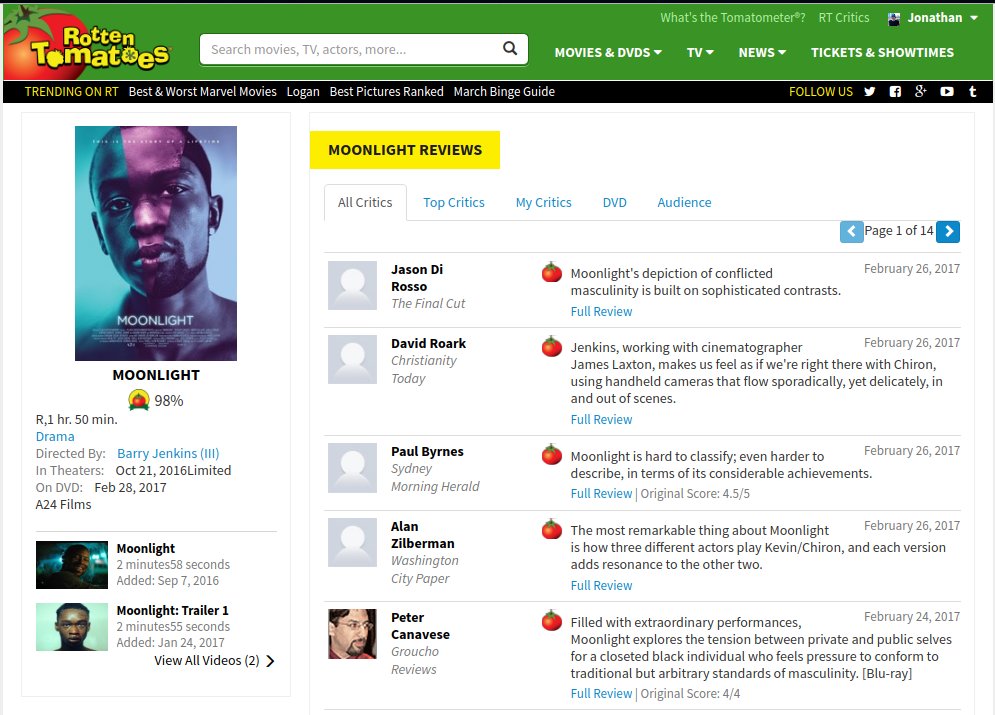 What's the Tomatometer®? RT Critics Jonathan
Rotten
Tomatoes
Search movies, TV, actors, more...
MOVIES & DVDS TV NEWS TICKETS & SHOWTIMES
TRENDING ON RT Best & Worst Marvel Movies Logan Best Pictures Ranked March Binge Guide FOLLOW US
THIS IS THE STORY OF A LIFETIME
MOONLIGHT
MOONLIGHT
98%
R,1 hr. 50 min.
Drama
Directed By: Barry Jenkins (III)
In Theaters: Oct 21, 2016Limited
On DVD: Feb 28, 2017
A24 Films
Moonlight
2 minutes58 seconds
Added: Sep 7, 2016
Moonlight: Trailer 1
2 minutes55 seconds
Added: Jan 24, 2017
View All Videos (2)
MOONLIGHT REVIEWS
All Critics Top Critics My Critics DVD Audience
Page 1 of 14
Jason Di
Rosso
The Final Cut
February 26, 2017
Moonlight's depiction of conflicted
masculinity is built on sophisticated contrasts.
Full Review
David Roark
Christianity
Today
February 26, 2017
Jenkins, working with cinematographer
James Laxton, makes us feel as if we're right there with Chiron,
using handheld cameras that flow sporadically, yet delicately, in
and out of scenes.
Full Review
Paul Byrnes
Sydney
Morning Herald
February 26, 2017
Moonlight is hard to classify; even harder to
describe, in terms of its considerable achievements.
Full Review | Original Score: 4.5/5
Alan
Zilberman
Washington
City Paper
February 26, 2017
The most remarkable thing about Moonlight
is how three different actors play Kevin/Chiron, and each version
adds resonance to the other two.
Full Review
Peter
Canavese
Groucho
Reviews
February 24, 2017
Filled with extraordinary performances,
Moonlight explores the tension between private and public selves
for a closeted black individual who feels pressure to conform to
traditional but arbitrary standards of masculinity. [Blu-ray]
Full Review | Original Score: 4/4